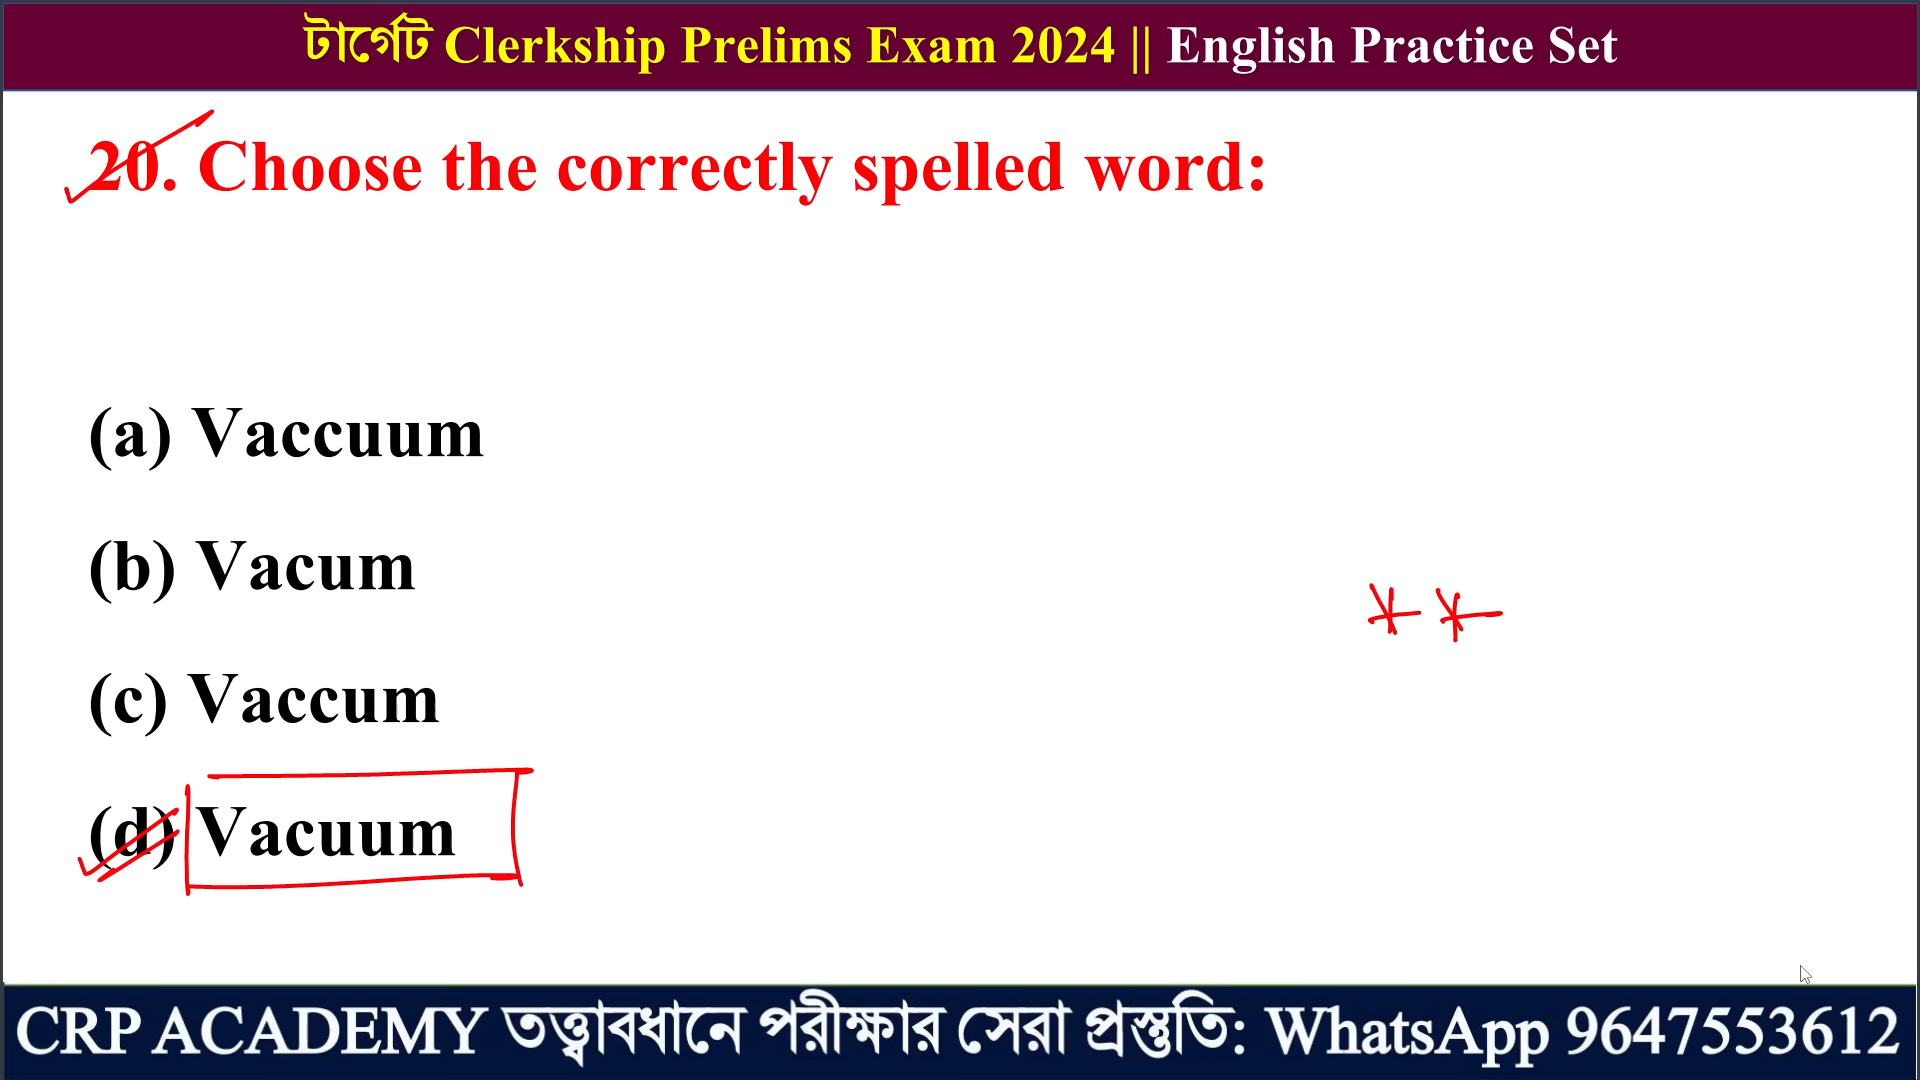 টার্গেট Clerkship Prelims Exam 2024 || English Practice Set
20. Choose the correctly spelled word:
(a) Vaccuum
(b) Vacum
(c) Vaccum
(d) Vacuum
CRP ACADEMY তত্ত্বাবধানে পরীক্ষার সেরা প্রস্তুতি: WhatsApp 9647553612